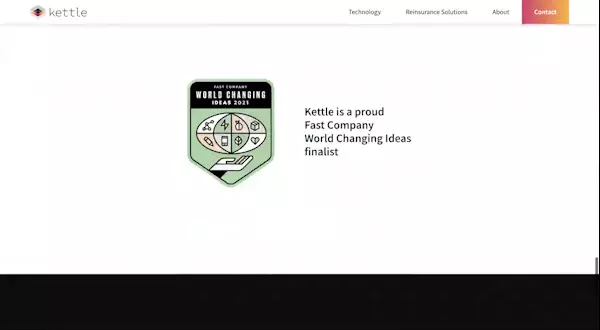 kettle
Technology
Reinsurance Solutions
About
Contact
FAST COMPANY
WORLD CHANGING
IDEAS 2021
Kettle is a proud
Fast Company
World Changing Ideas
finalist